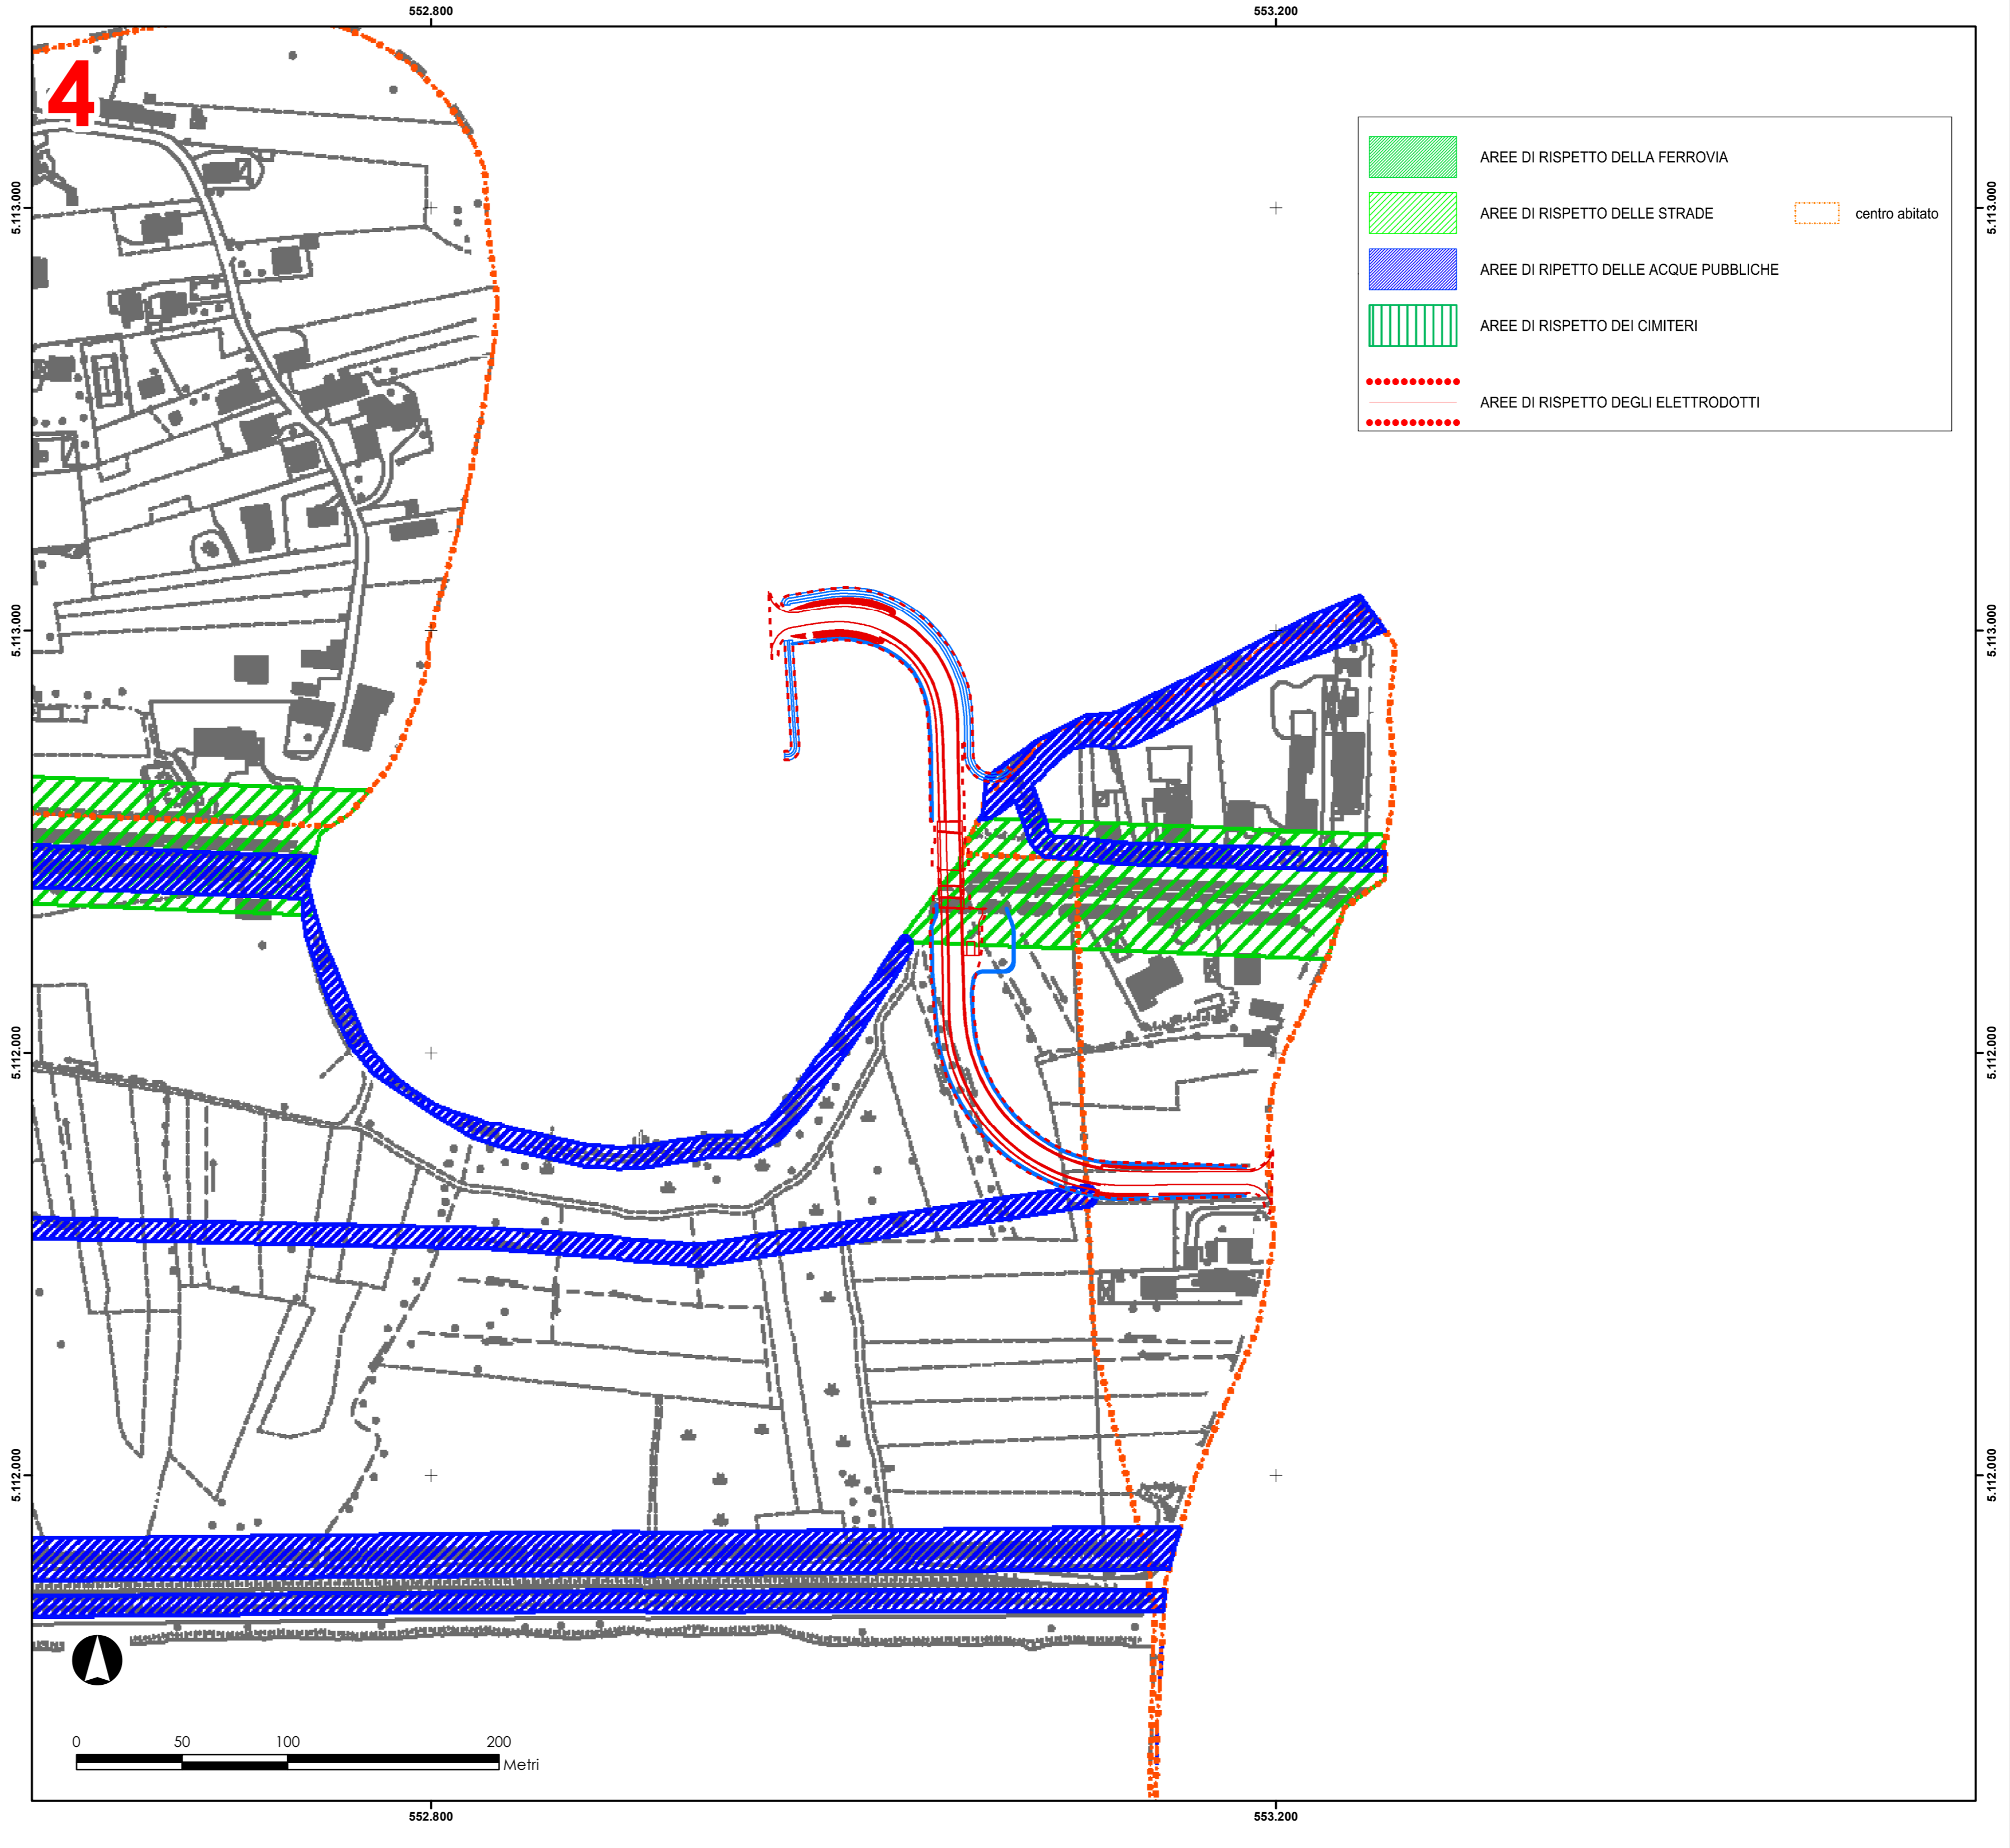 552.800
553.200
4
AREE DI RISPETTO DELLA FERROVIA
AREE DI RISPETTO DELLE STRADE
centro abitato
AREE DI RIPETTO DELLE ACQUE PUBBLICHE
AREE DI RISPETTO DEI CIMITERI
AREE DI RISPETTO DEGLI ELETTRODOTTI
5.113.000
5.113.000
5.113.000
5.113.000
5.112.000
5.112.000
5.112.000
5.112.000
0
50
100
200
Metri
552.800
553.200